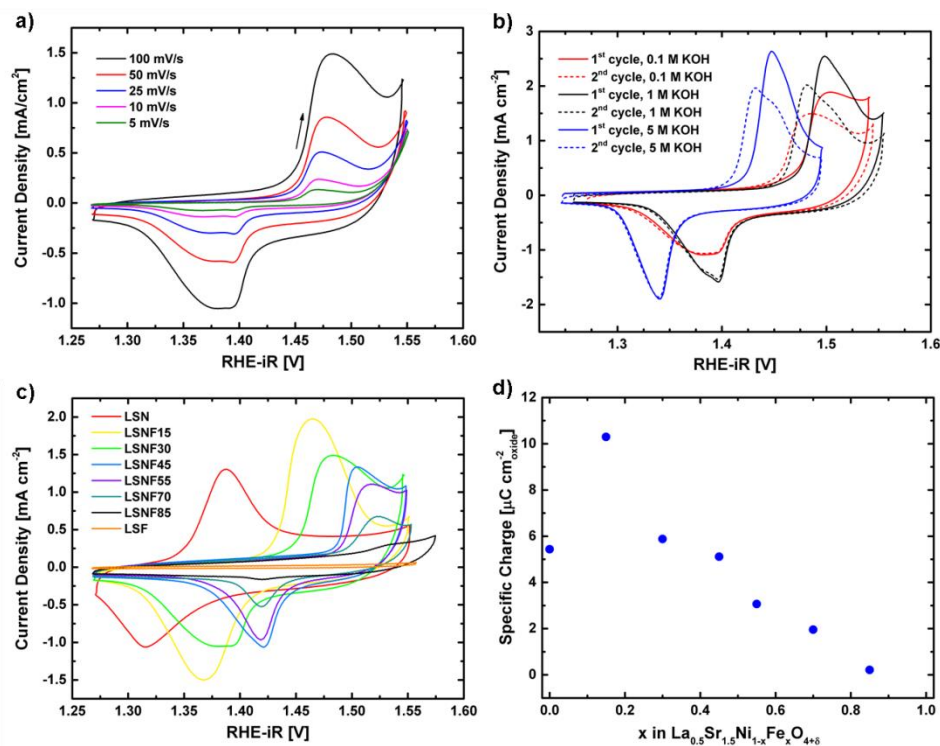 a)
Current Density [mA/cm²]
1.5
1.0
0.5
0.0
-0.5
-1.0
100 mV/s
50 mV/s
25 mV/s
10 mV/s
5 mV/s
1.25 1.30 1.35 1.40 1.45 1.50 1.55 1.60
RHE-iR [V]
b)
Current Density [mA cm⁻²]
3
2
1
0
-1
-2
1ˢᵗ cycle, 0.1 M KOH
2ⁿᵈ cycle, 0.1 M KOH
1ˢᵗ cycle, 1 M KOH
2ⁿᵈ cycle, 1 M KOH
1ˢᵗ cycle, 5 M KOH
2ⁿᵈ cycle, 5 M KOH
1.3 1.4 1.5 1.6
RHE-iR [V]
c)
Current Density [mA cm⁻²]
2.0
1.5
1.0
0.5
0.0
-0.5
-1.0
-1.5
LSN
LSNF15
LSNF30
LSNF45
LSNF55
LSNF70
LSNF85
LSF
1.25 1.30 1.35 1.40 1.45 1.50 1.55 1.60
RHE-iR [V]
d)
Specific Charge [µC cm⁻²oxide]
12
10
8
6
4
2
0
0.0 0.2 0.4 0.6 0.8 1.0
x in La₀.₅Sr₁.₅Ni₁₋ₓFeₓO₄₊δ